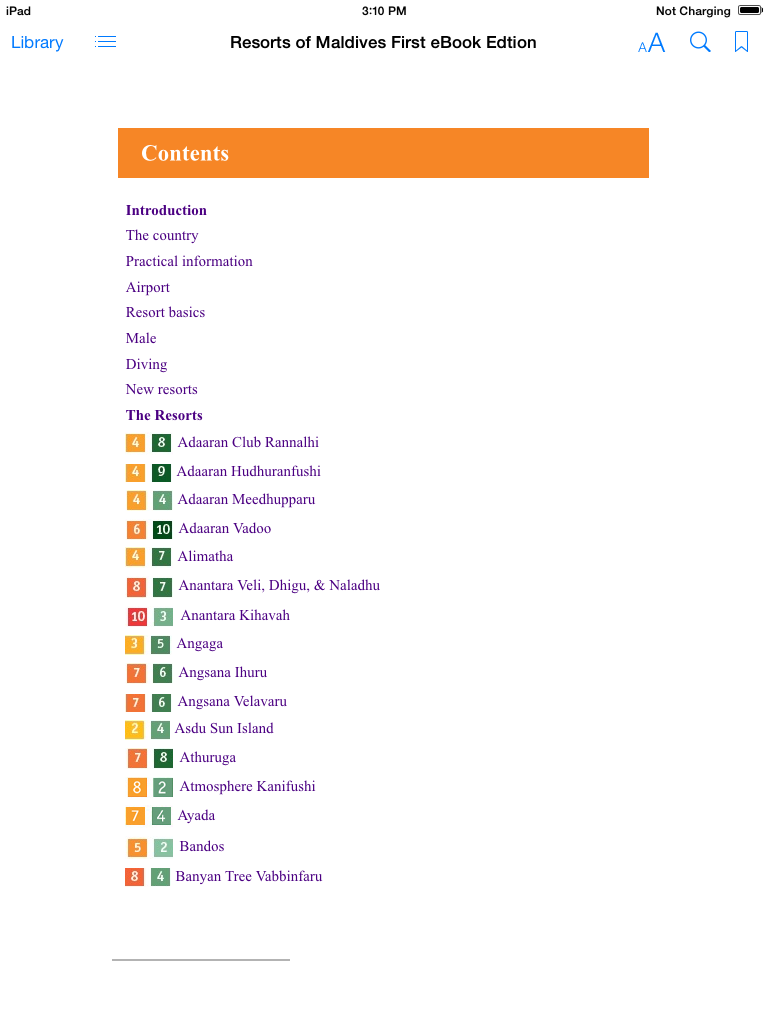 iPad 3:10 PM Not Charging
Library Resorts of Maldives First eBook Edtion AA
Contents
Introduction
The country
Practical information
Airport
Resort basics
Male
Diving
New resorts
The Resorts
4 8 Adaaran Club Rannalhi
4 9 Adaaran Hudhuranfushi
4 4 Adaaran Meedhupparu
6 10 Adaaran Vadoo
4 7 Alimatha
8 7 Anantara Veli, Dhigu, & Naladhu
10 3 Anantara Kihavah
3 5 Angaga
7 6 Angsana Ihuru
7 6 Angsana Velavaru
2 4 Asdu Sun Island
7 8 Athuruga
8 2 Atmosphere Kanifushi
7 4 Ayada
5 2 Bandos
8 4 Banyan Tree Vabbinfaru